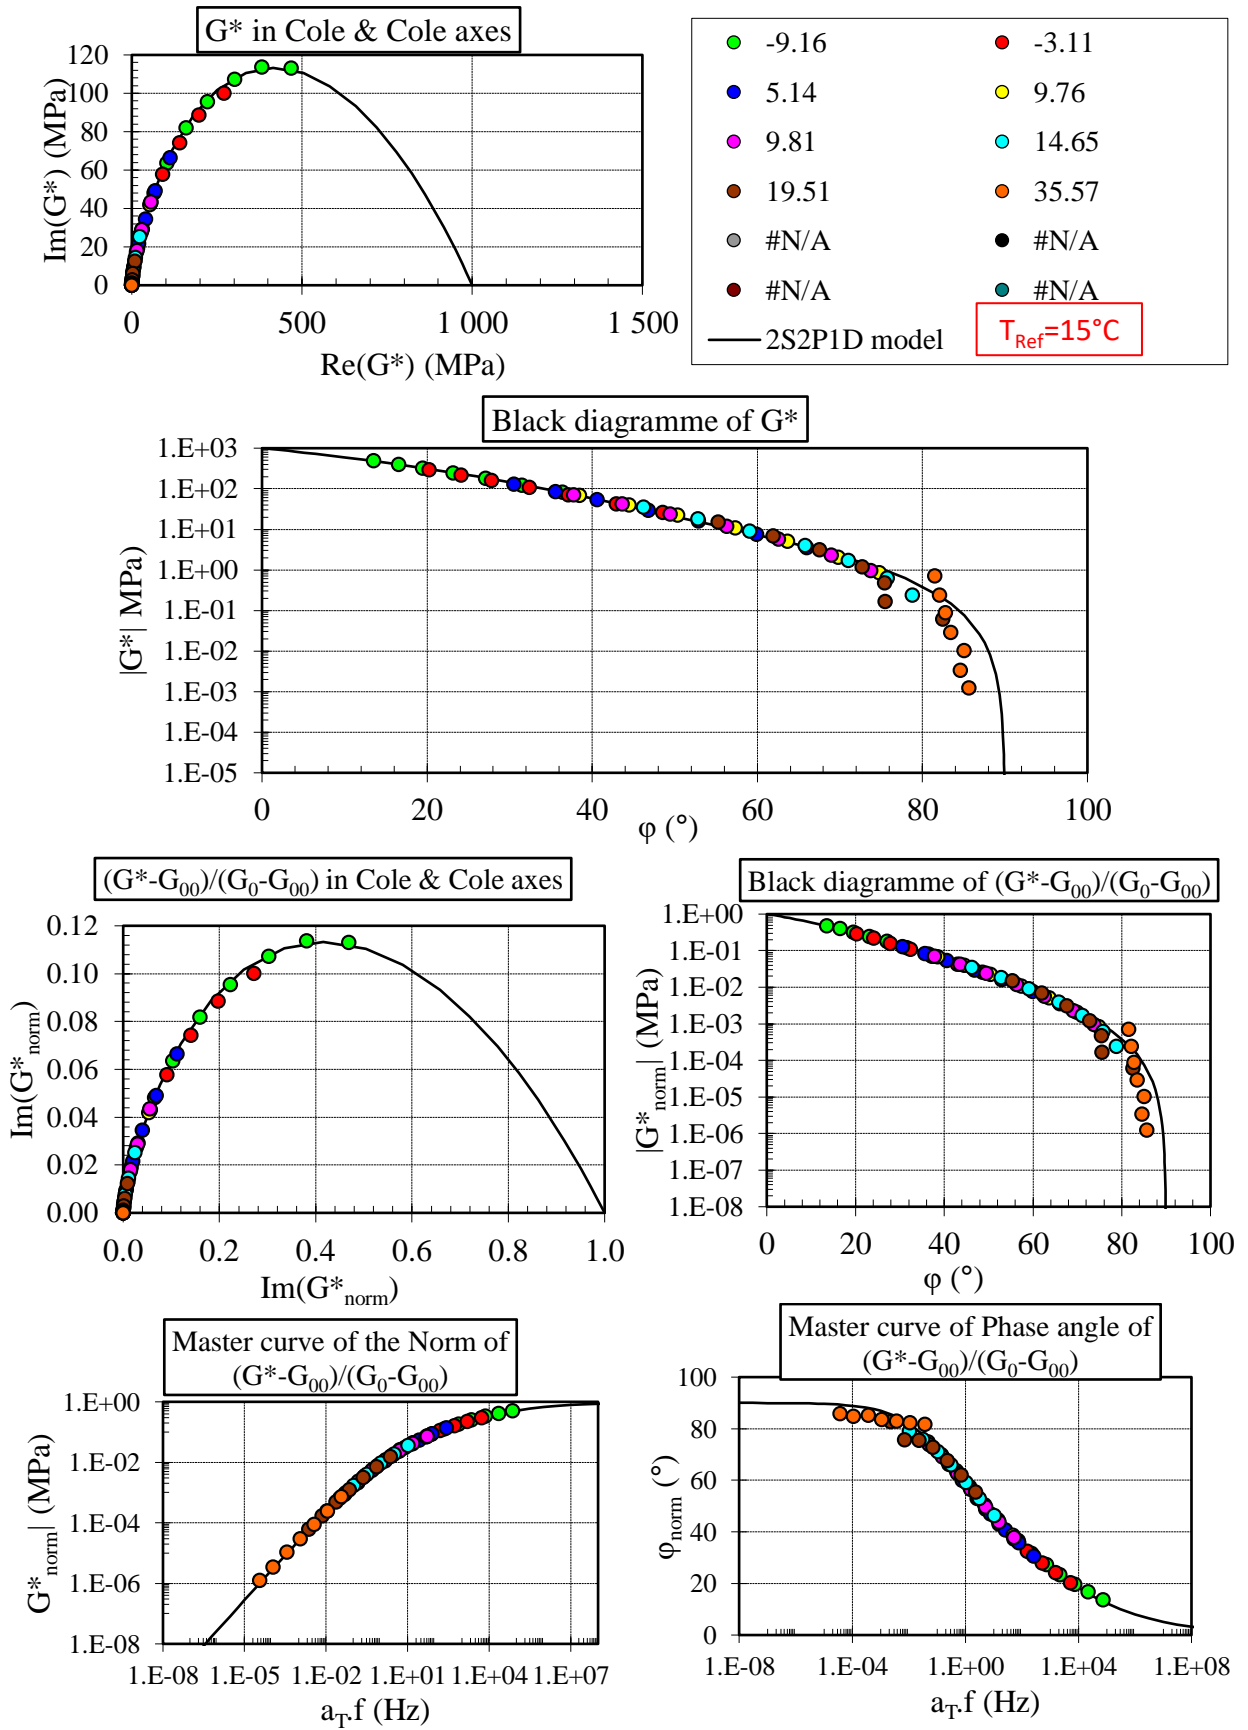 G* in Cole & Cole axes
Im(G*) (MPa)
120
100
80
60
40
20
0
0 500 1 000 1 500
Re(G*) (MPa)
-9.16 -3.11
5.14 9.76
9.81 14.65
19.51 35.57
#N/A #N/A
#N/A #N/A
2S2P1D model
T_Ref=15°C
Black diagramme of G*
|G*| MPa
1.E+03
1.E+02
1.E+01
1.E+00
1.E-01
1.E-02
1.E-03
1.E-04
1.E-05
0 20 40 60 80 100
φ (°)
(G*-G00)/(G0-G00) in Cole & Cole axes
Im(G*norm)
0.12
0.10
0.08
0.06
0.04
0.02
0.00
0.0 0.2 0.4 0.6 0.8 1.0
Im(G*norm)
Black diagramme of (G*-G00)/(G0-G00)
|G*norm| (MPa)
1.E+00
1.E-01
1.E-02
1.E-03
1.E-04
1.E-05
1.E-06
1.E-07
1.E-08
0 20 40 60 80 100
φ (°)
Master curve of the Norm of
(G*-G00)/(G0-G00)
G*norm| (MPa)
1.E+00
1.E-02
1.E-04
1.E-06
1.E-08
1.E-08 1.E-05 1.E-02 1.E+01 1.E+04 1.E+07
aT.f (Hz)
Master curve of Phase angle of
(G*-G00)/(G0-G00)
φnorm (°)
100
80
60
40
20
0
1.E-08 1.E-04 1.E+00 1.E+04 1.E+08
aT.f (Hz)